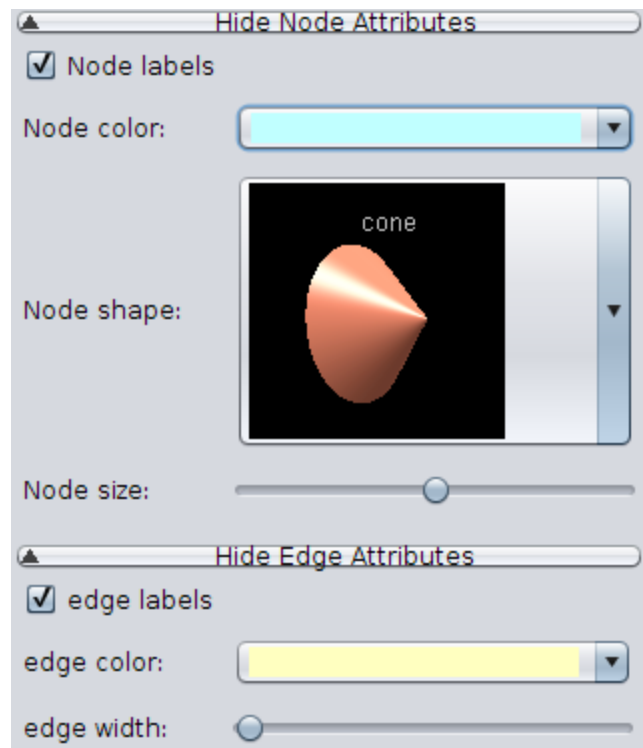 Hide Node Attributes
Node labels
Node color:
cone
Node shape:
Node size:
Hide Edge Attributes
edge labels
edge color:
edge width: